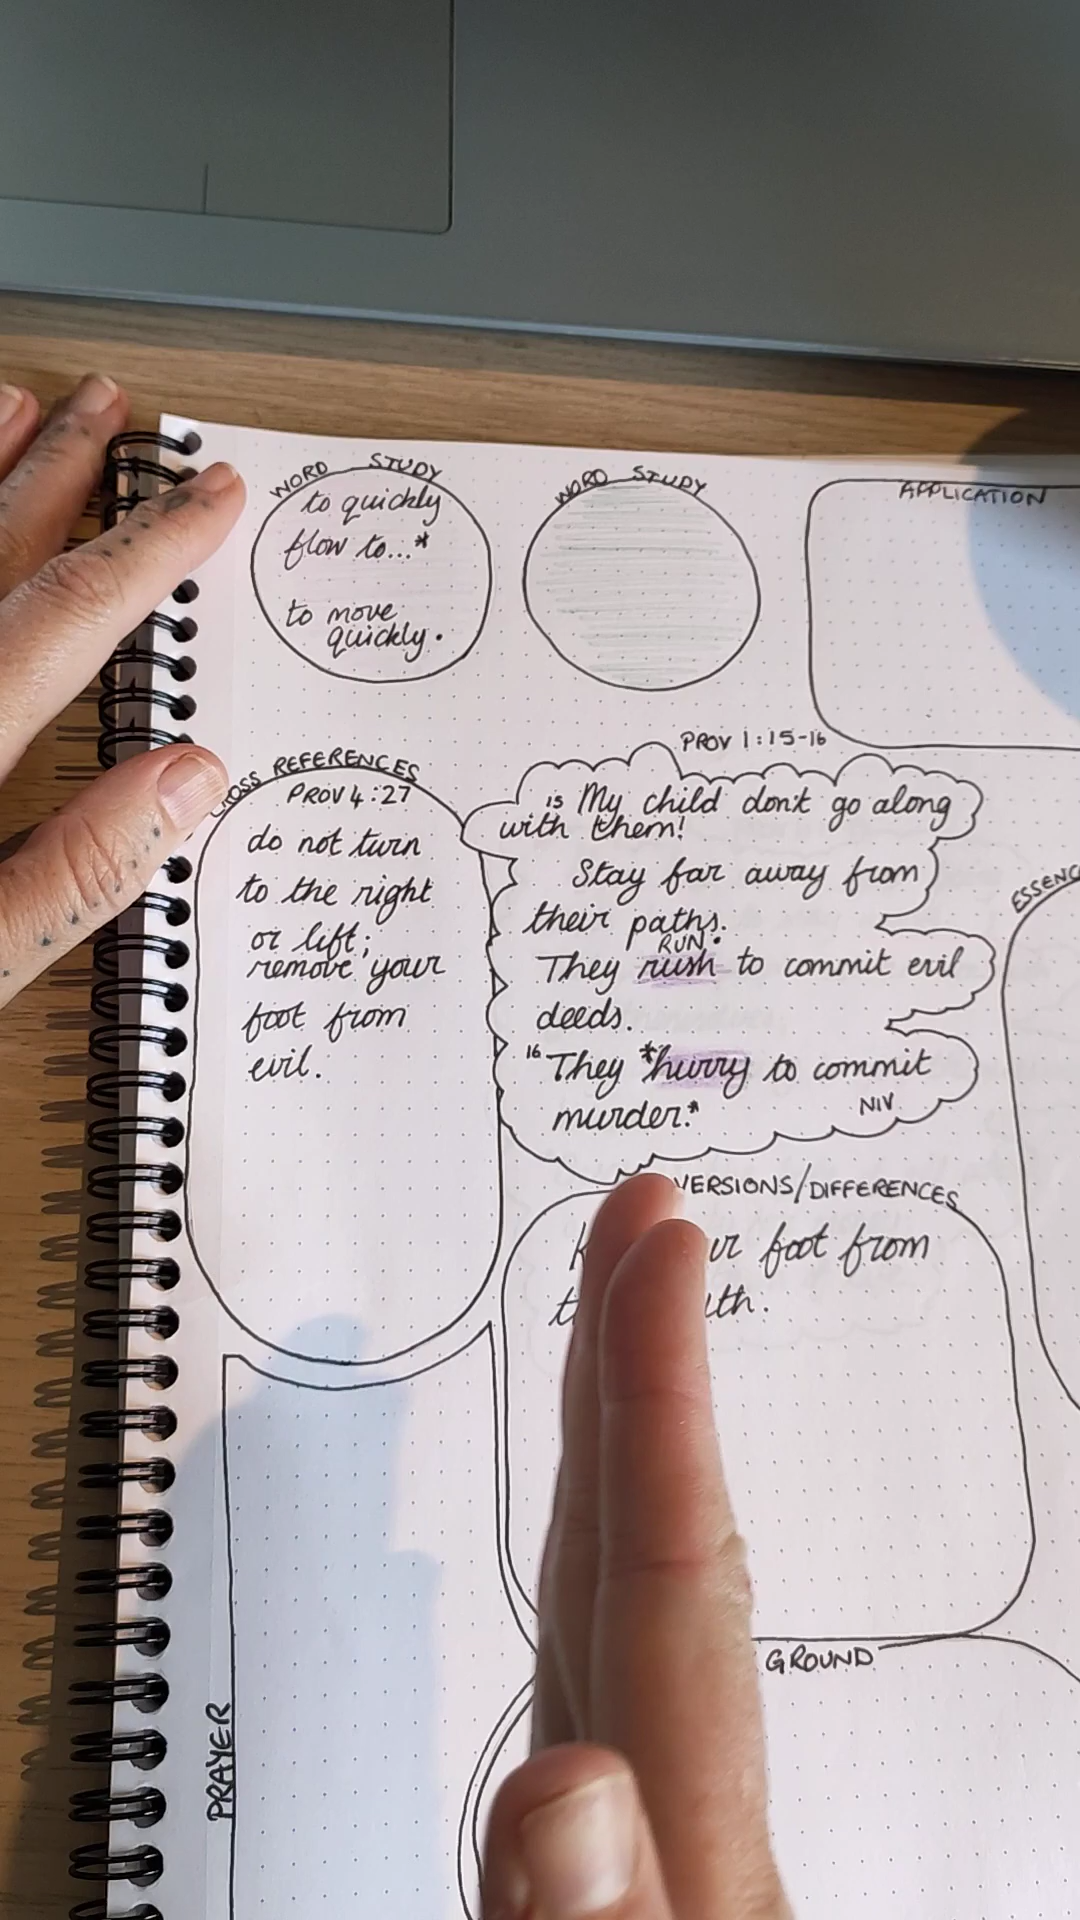 WORD STUDY
to quickly
flow to...*
to move
quickly •
WORD STUDY
APPLICATION
CROSS REFERENCES
PROV 4:27
do not turn
to the right
or left;
remove your
foot from
evil.
PROV 1:15-16
15 My child don't go along
with them!
Stay far away from
their paths.
RUN •
They rush to commit evil
deeds.
16 They *hurry to commit
murder.*
NIV
VERSIONS/DIFFERENCES
foot from
GROUND
PRAYER